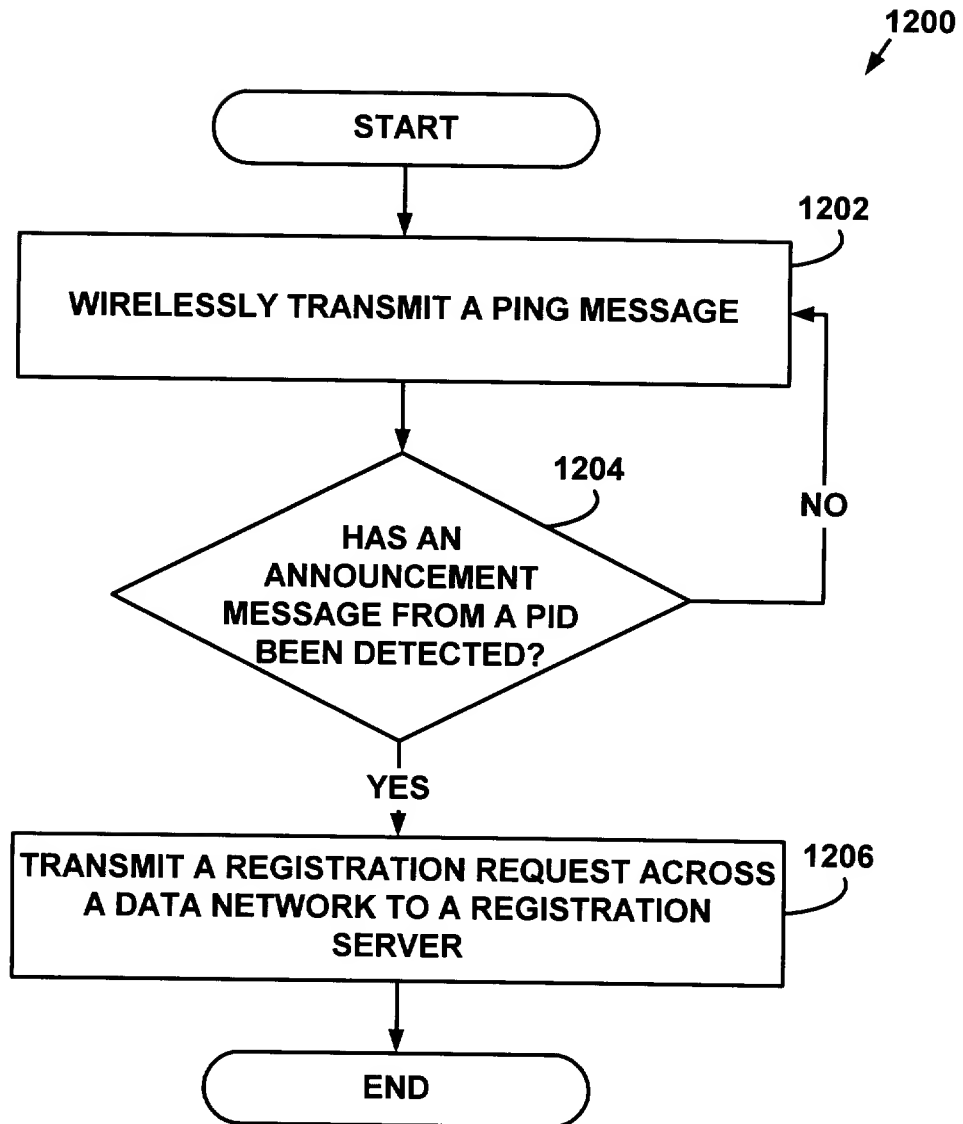 1200
START
1202
WIRELESSLY TRANSMIT A PING MESSAGE
1204
HAS AN
ANNOUNCEMENT
MESSAGE FROM A PID
BEEN DETECTED?
NO
YES
1206
TRANSMIT A REGISTRATION REQUEST ACROSS
A DATA NETWORK TO A REGISTRATION
SERVER
END